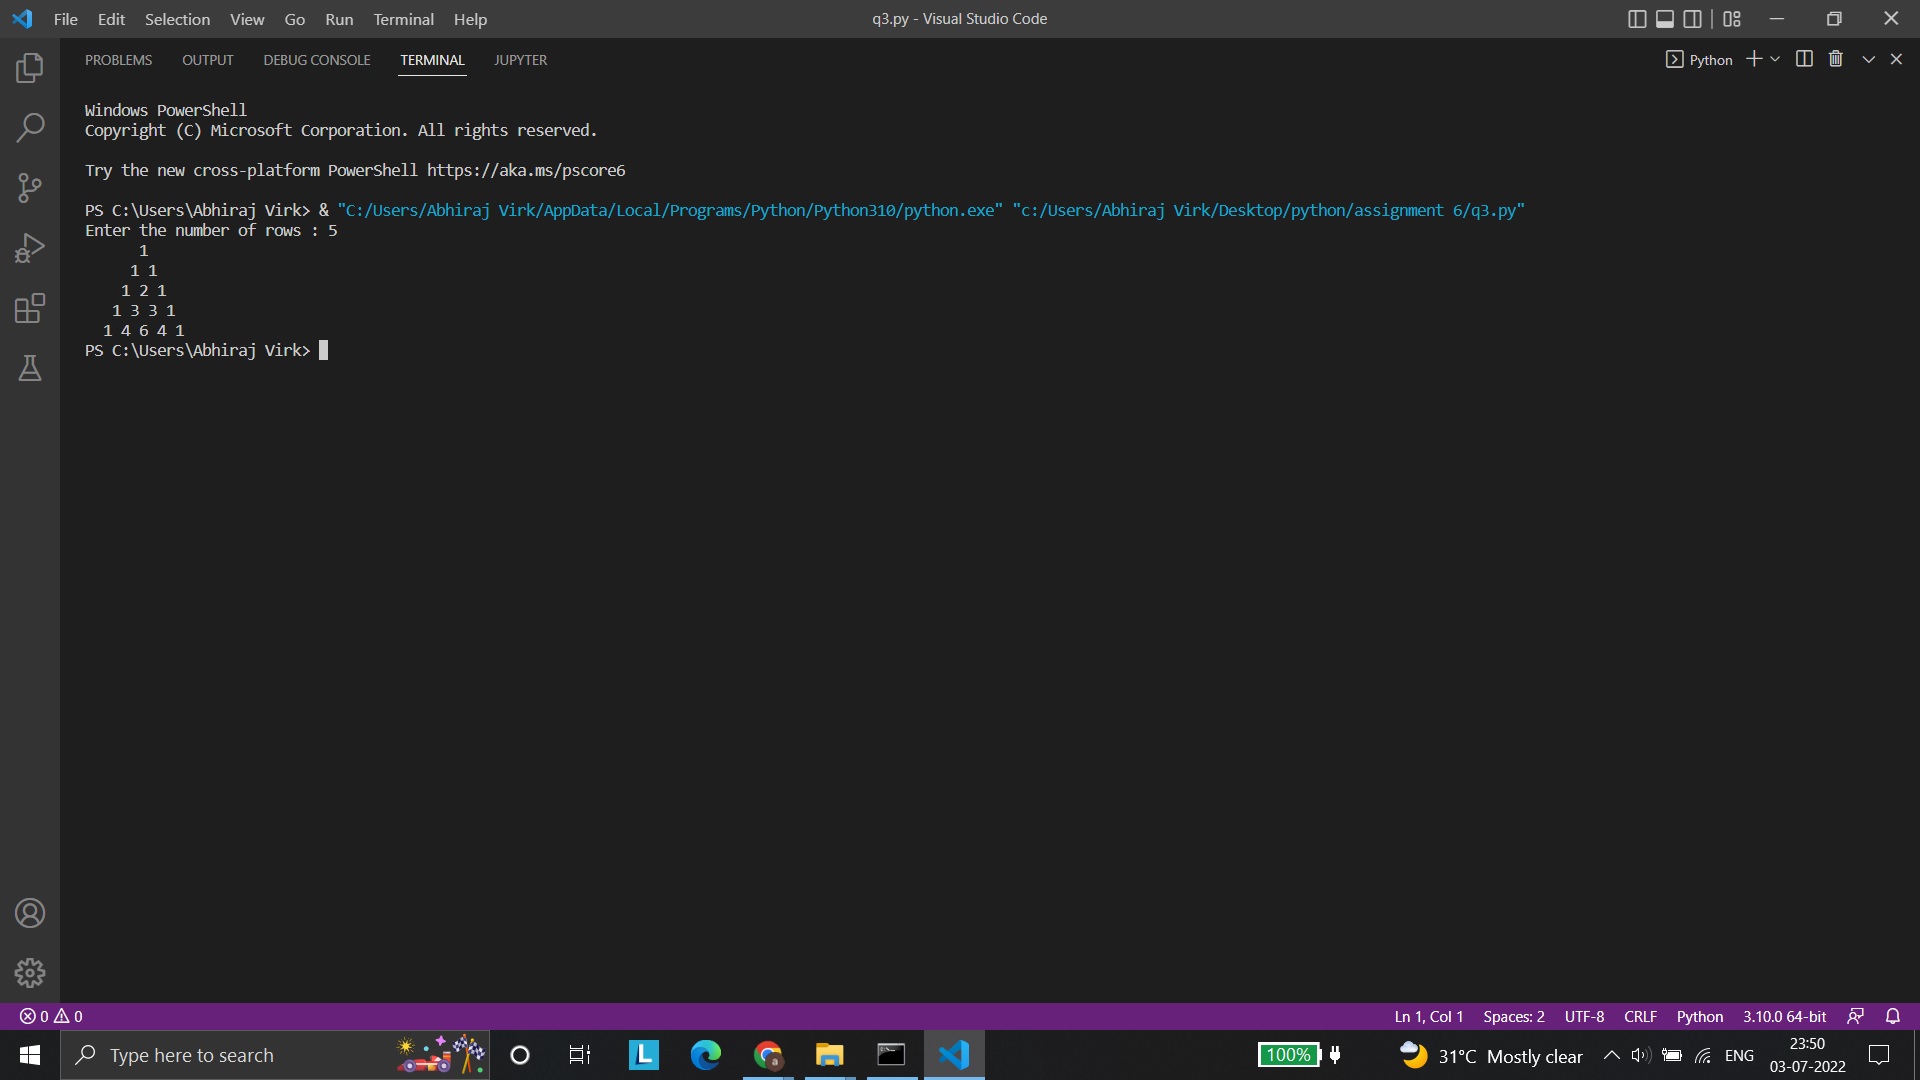 File Edit Selection View Go Run Terminal Help q3.py - Visual Studio Code
PROBLEMS OUTPUT DEBUG CONSOLE TERMINAL JUPYTER Python
Windows PowerShell
Copyright (C) Microsoft Corporation. All rights reserved.
Try the new cross-platform PowerShell https://aka.ms/pscore6
PS C:\Users\Abhiraj Virk> & "C:/Users/Abhiraj Virk/AppData/Local/Programs/Python/Python310/python.exe" "c:/Users/Abhiraj Virk/Desktop/python/assignment 6/q3.py"
Enter the number of rows : 5
1
1 1
1 2 1
1 3 3 1
1 4 6 4 1
PS C:\Users\Abhiraj Virk>
0 0 Ln 1, Col 1 Spaces: 2 UTF-8 CRLF Python 3.10.0 64-bit
Type here to search L a 100% 31°C Mostly clear ENG 23:50
03-07-2022